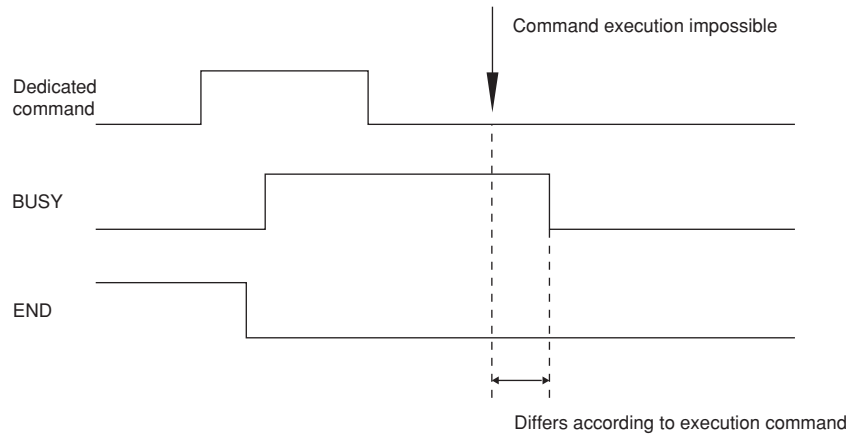 Command execution impossible
Dedicated
command
BUSY
END
Differs according to execution command